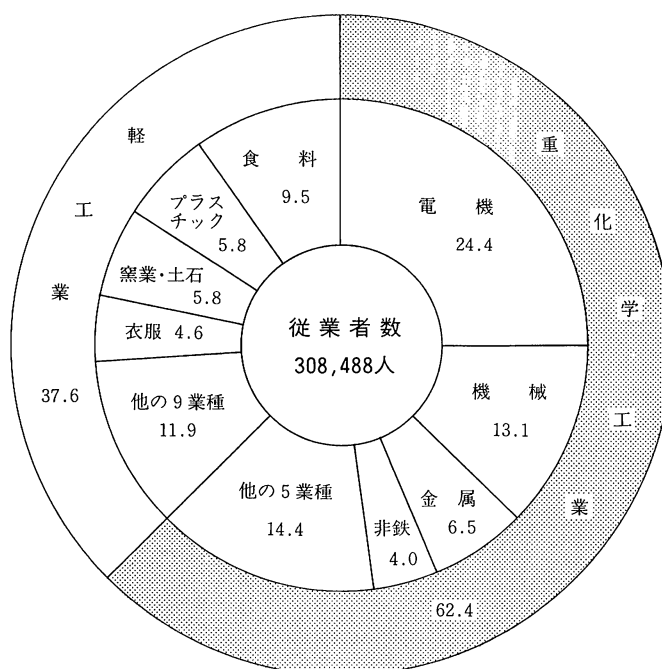 従業者数
308,488人
重化学工業
62.4
電機
24.4
機械
13.1
金属
6.5
非鉄
4.0
他の5業種
14.4
軽工業
37.6
他の9業種
11.9
衣服 4.6
窯業・土石
5.8
プラス
チック
5.8
食料
9.5